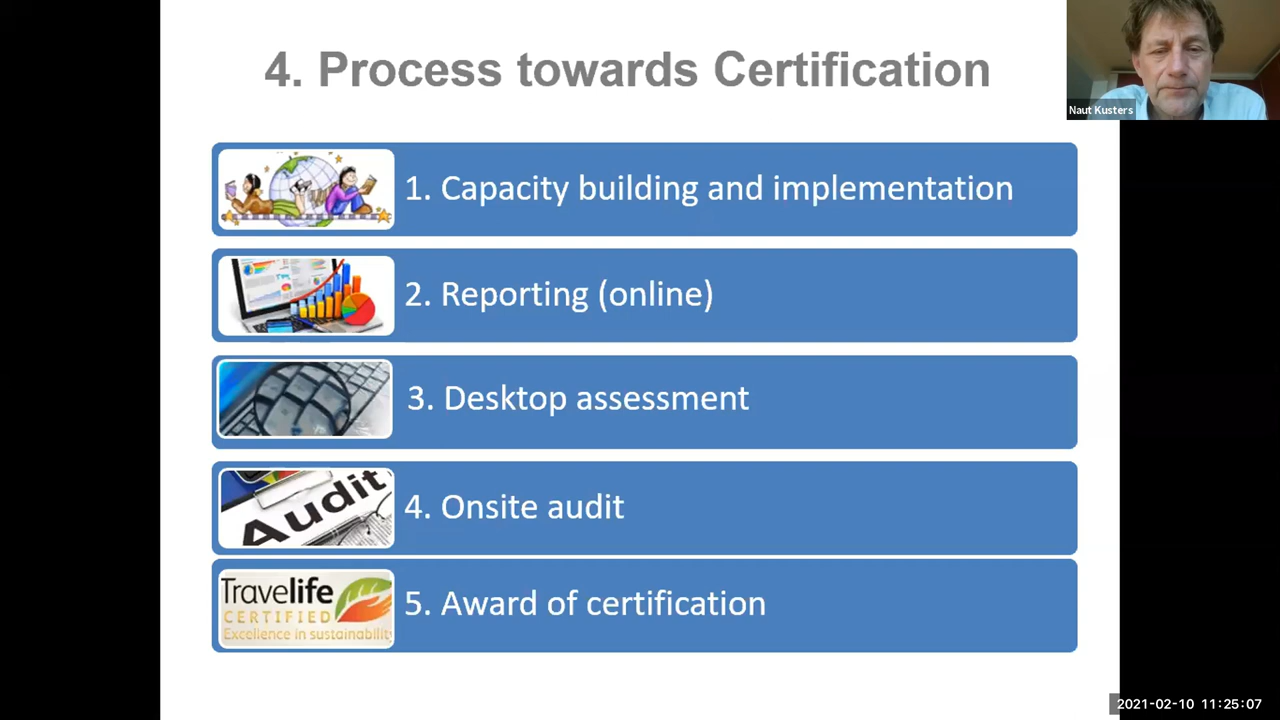 4. Process towards Certification
Naut Kusters
1. Capacity building and implementation
2. Reporting (online)
3. Desktop assessment
Audit
4. Onsite audit
Travelife
CERTIFIED
Excellence in sustainability
5. Award of certification
2021-02-10 11:25:07